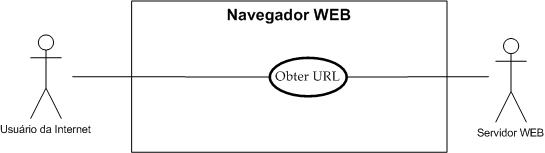 Navegador WEB
Obter URL
Usuário da Internet
Servidor WEB